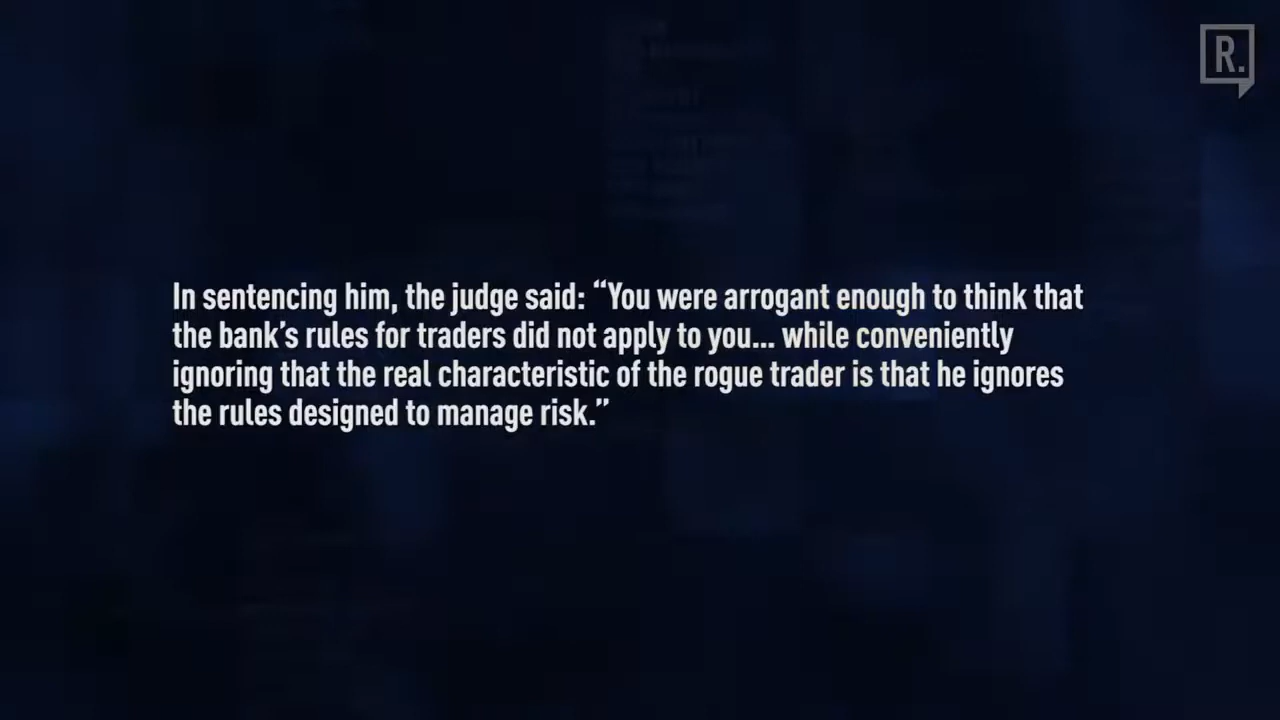 R.
In sentencing him, the judge said: “You were arrogant enough to think that
the bank’s rules for traders did not apply to you... while conveniently
ignoring that the real characteristic of the rogue trader is that he ignores
the rules designed to manage risk.”